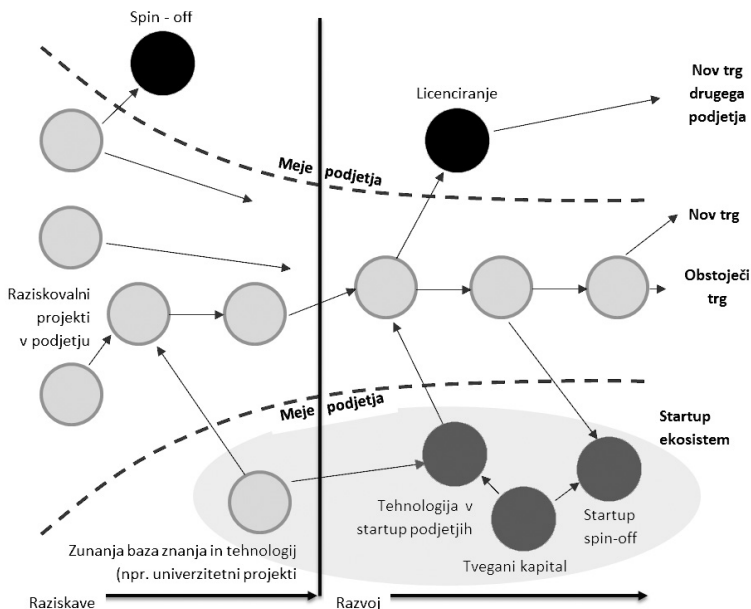 Spin - off
Licenciranje
Nov trg
drugega
podjetja
Meje podjetja
Nov trg
Obstoječi
trg
Raziskovalni
projekti
v podjetju
Meje podjetja
Startup
ekosistem
Tehnologija v
startup podjetjih
Startup
spin-off
Tvegani kapital
Zunanja baza znanja in tehnologij
(npr. univerzitetni projekti
Raziskave
Razvoj